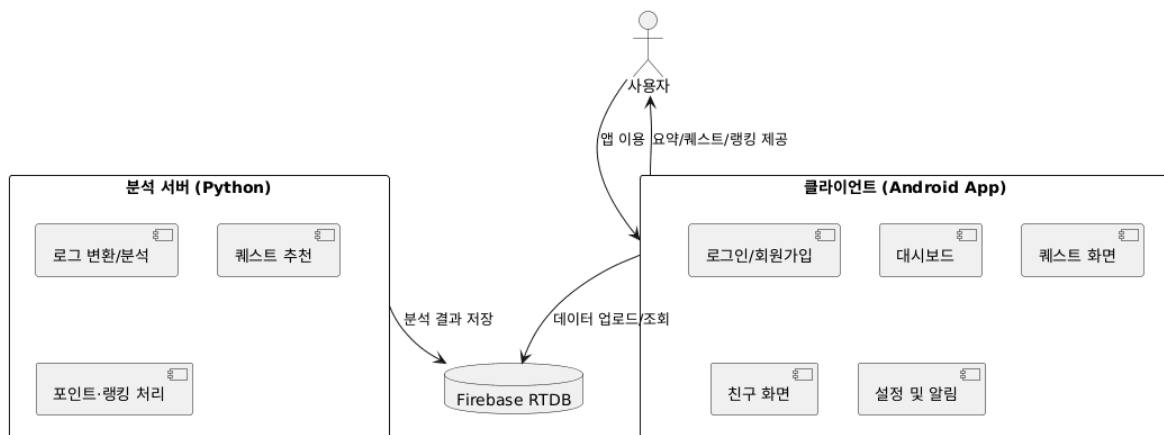 사용자
앱 이용
요약/퀘스트/랭킹 제공
분석 서버 (Python)
로그 변환/분석
퀘스트 추천
포인트·랭킹 처리
클라이언트 (Android App)
로그인/회원가입
대시보드
퀘스트 화면
친구 화면
설정 및 알림
분석 결과 저장
데이터 업로드/조회
Firebase RTDB